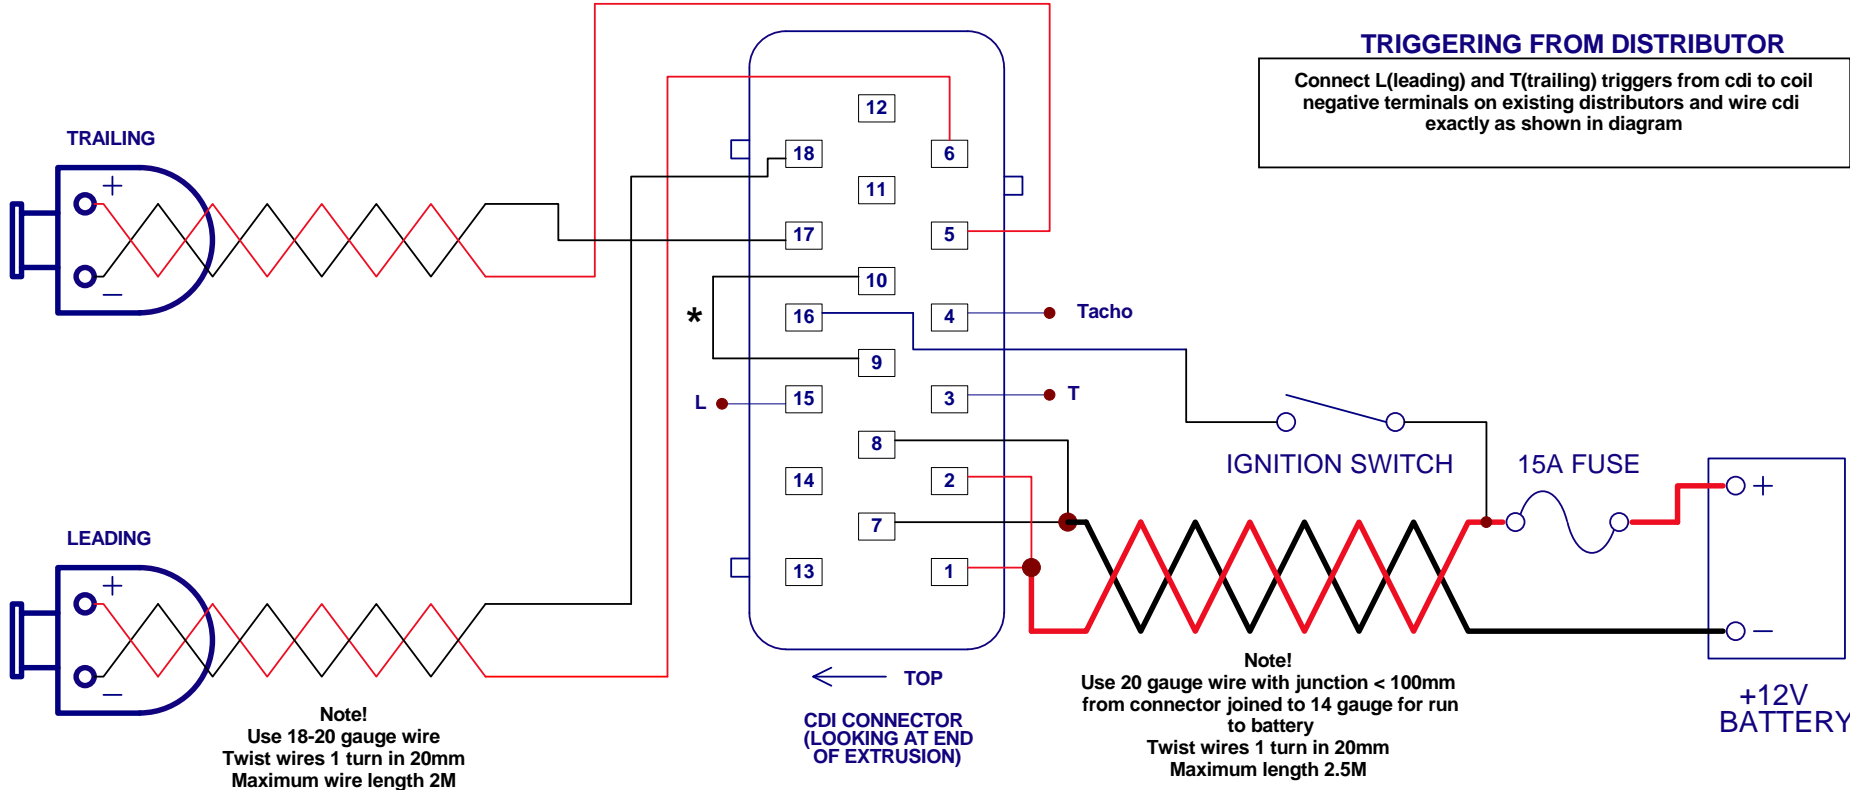 TRIGGERING FROM DISTRIBUTOR
Connect L(leading) and T(trailing) triggers from cdi to coil
negative terminals on existing distributors and wire cdi
exactly as shown in diagram
TRAILING
+
−
12
18
6
11
17
5
10
*
16
4
Tacho
9
L
15
3
T
8
IGNITION SWITCH
15A FUSE
14
2
+
7
LEADING
13
1
+
−
−
TOP
CDI CONNECTOR
(LOOKING AT END
OF EXTRUSION)
Note!
Use 18-20 gauge wire
Twist wires 1 turn in 20mm
Maximum wire length 2M
Note!
Use 20 gauge wire with junction < 100mm
from connector joined to 14 gauge for run
to battery
Twist wires 1 turn in 20mm
Maximum length 2.5M
+12V
BATTERY